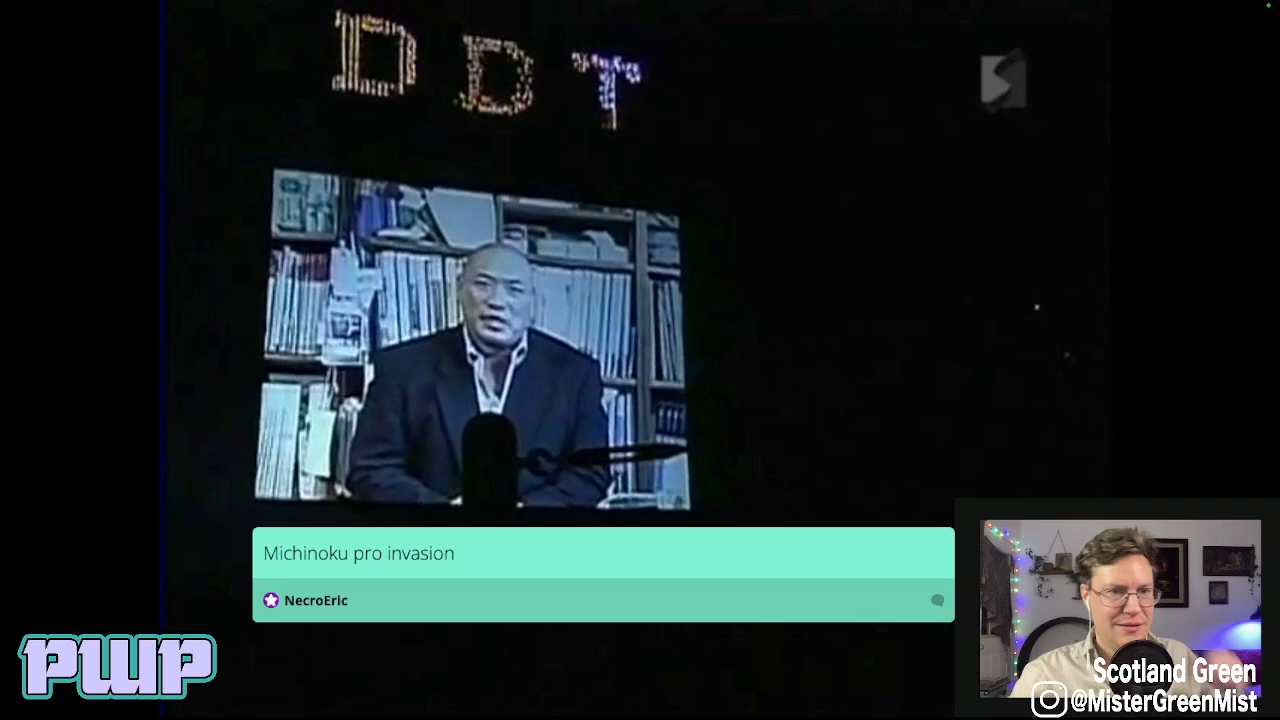 DDT
Michinoku pro invasion
NecroEric
PWP
Scotland Green
@MisterGreenMist